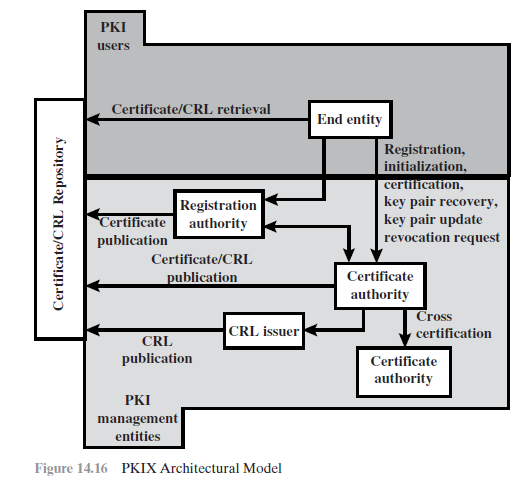 PKI
users
Certificate/CRL retrieval
End entity
Registration,
initialization,
certification,
key pair recovery,
key pair update
revocation request
Certificate/CRL Repository
Registration
authority
Certificate
publication
Certificate/CRL
publication
Certificate
authority
CRL issuer
CRL
publication
Cross
certification
Certificate
authority
PKI
management
entities
Figure 14.16 PKIX Architectural Model